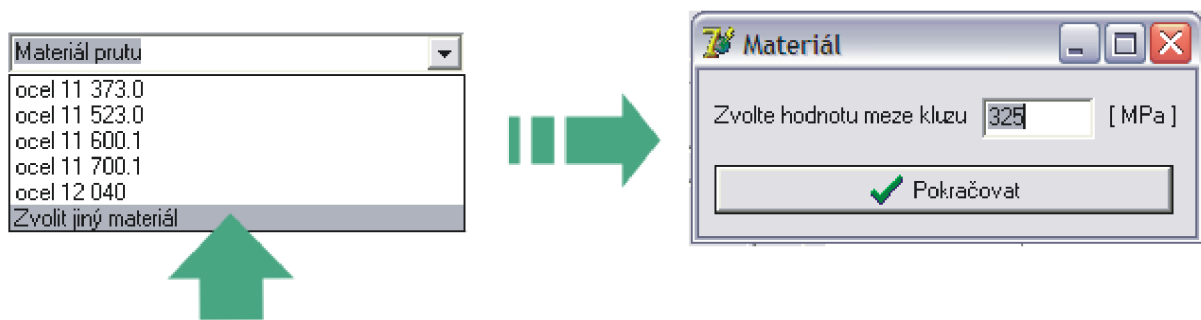 Materiál prutu
ocel 11 373.0
ocel 11 523.0
ocel 11 600.1
ocel 11 700.1
ocel 12 040
Zvolit jiný materiál
Materiál
Zvolte hodnotu meze kluzu 325 [ MPa ]
Pokračovat